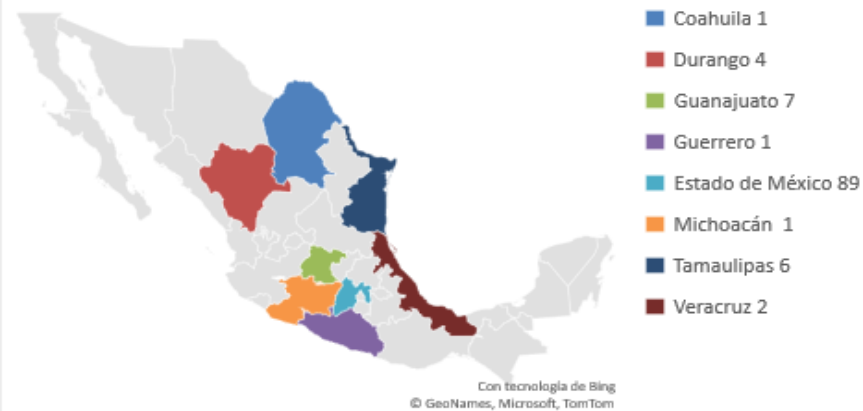 Coahuila 1
Durango 4
Guanajuato 7
Guerrero 1
Estado de México 89
Michoacán 1
Tamaulipas 6
Veracruz 2
Con tecnología de Bing
© GeoNames, Microsoft, TomTom